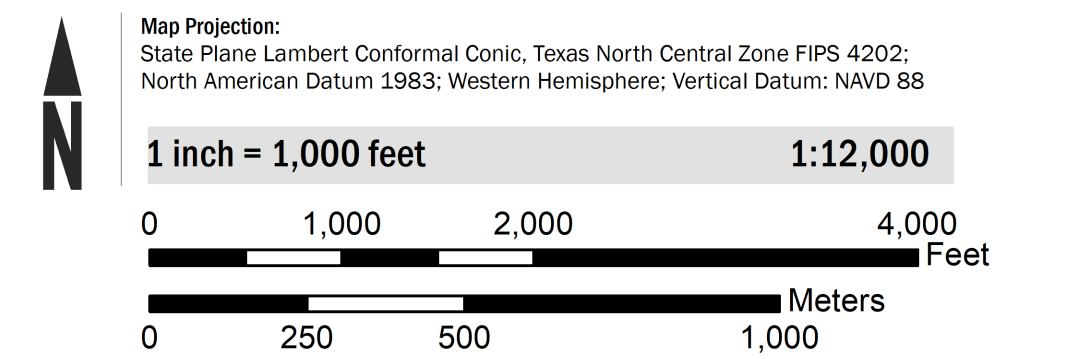 N
Map Projection:
State Plane Lambert Conformal Conic, Texas North Central Zone FIPS 4202;
North American Datum 1983; Western Hemisphere; Vertical Datum: NAVD 88
1 inch = 1,000 feet 1:12,000
0 1,000 2,000 4,000
Feet
Meters
0 250 500 1,000